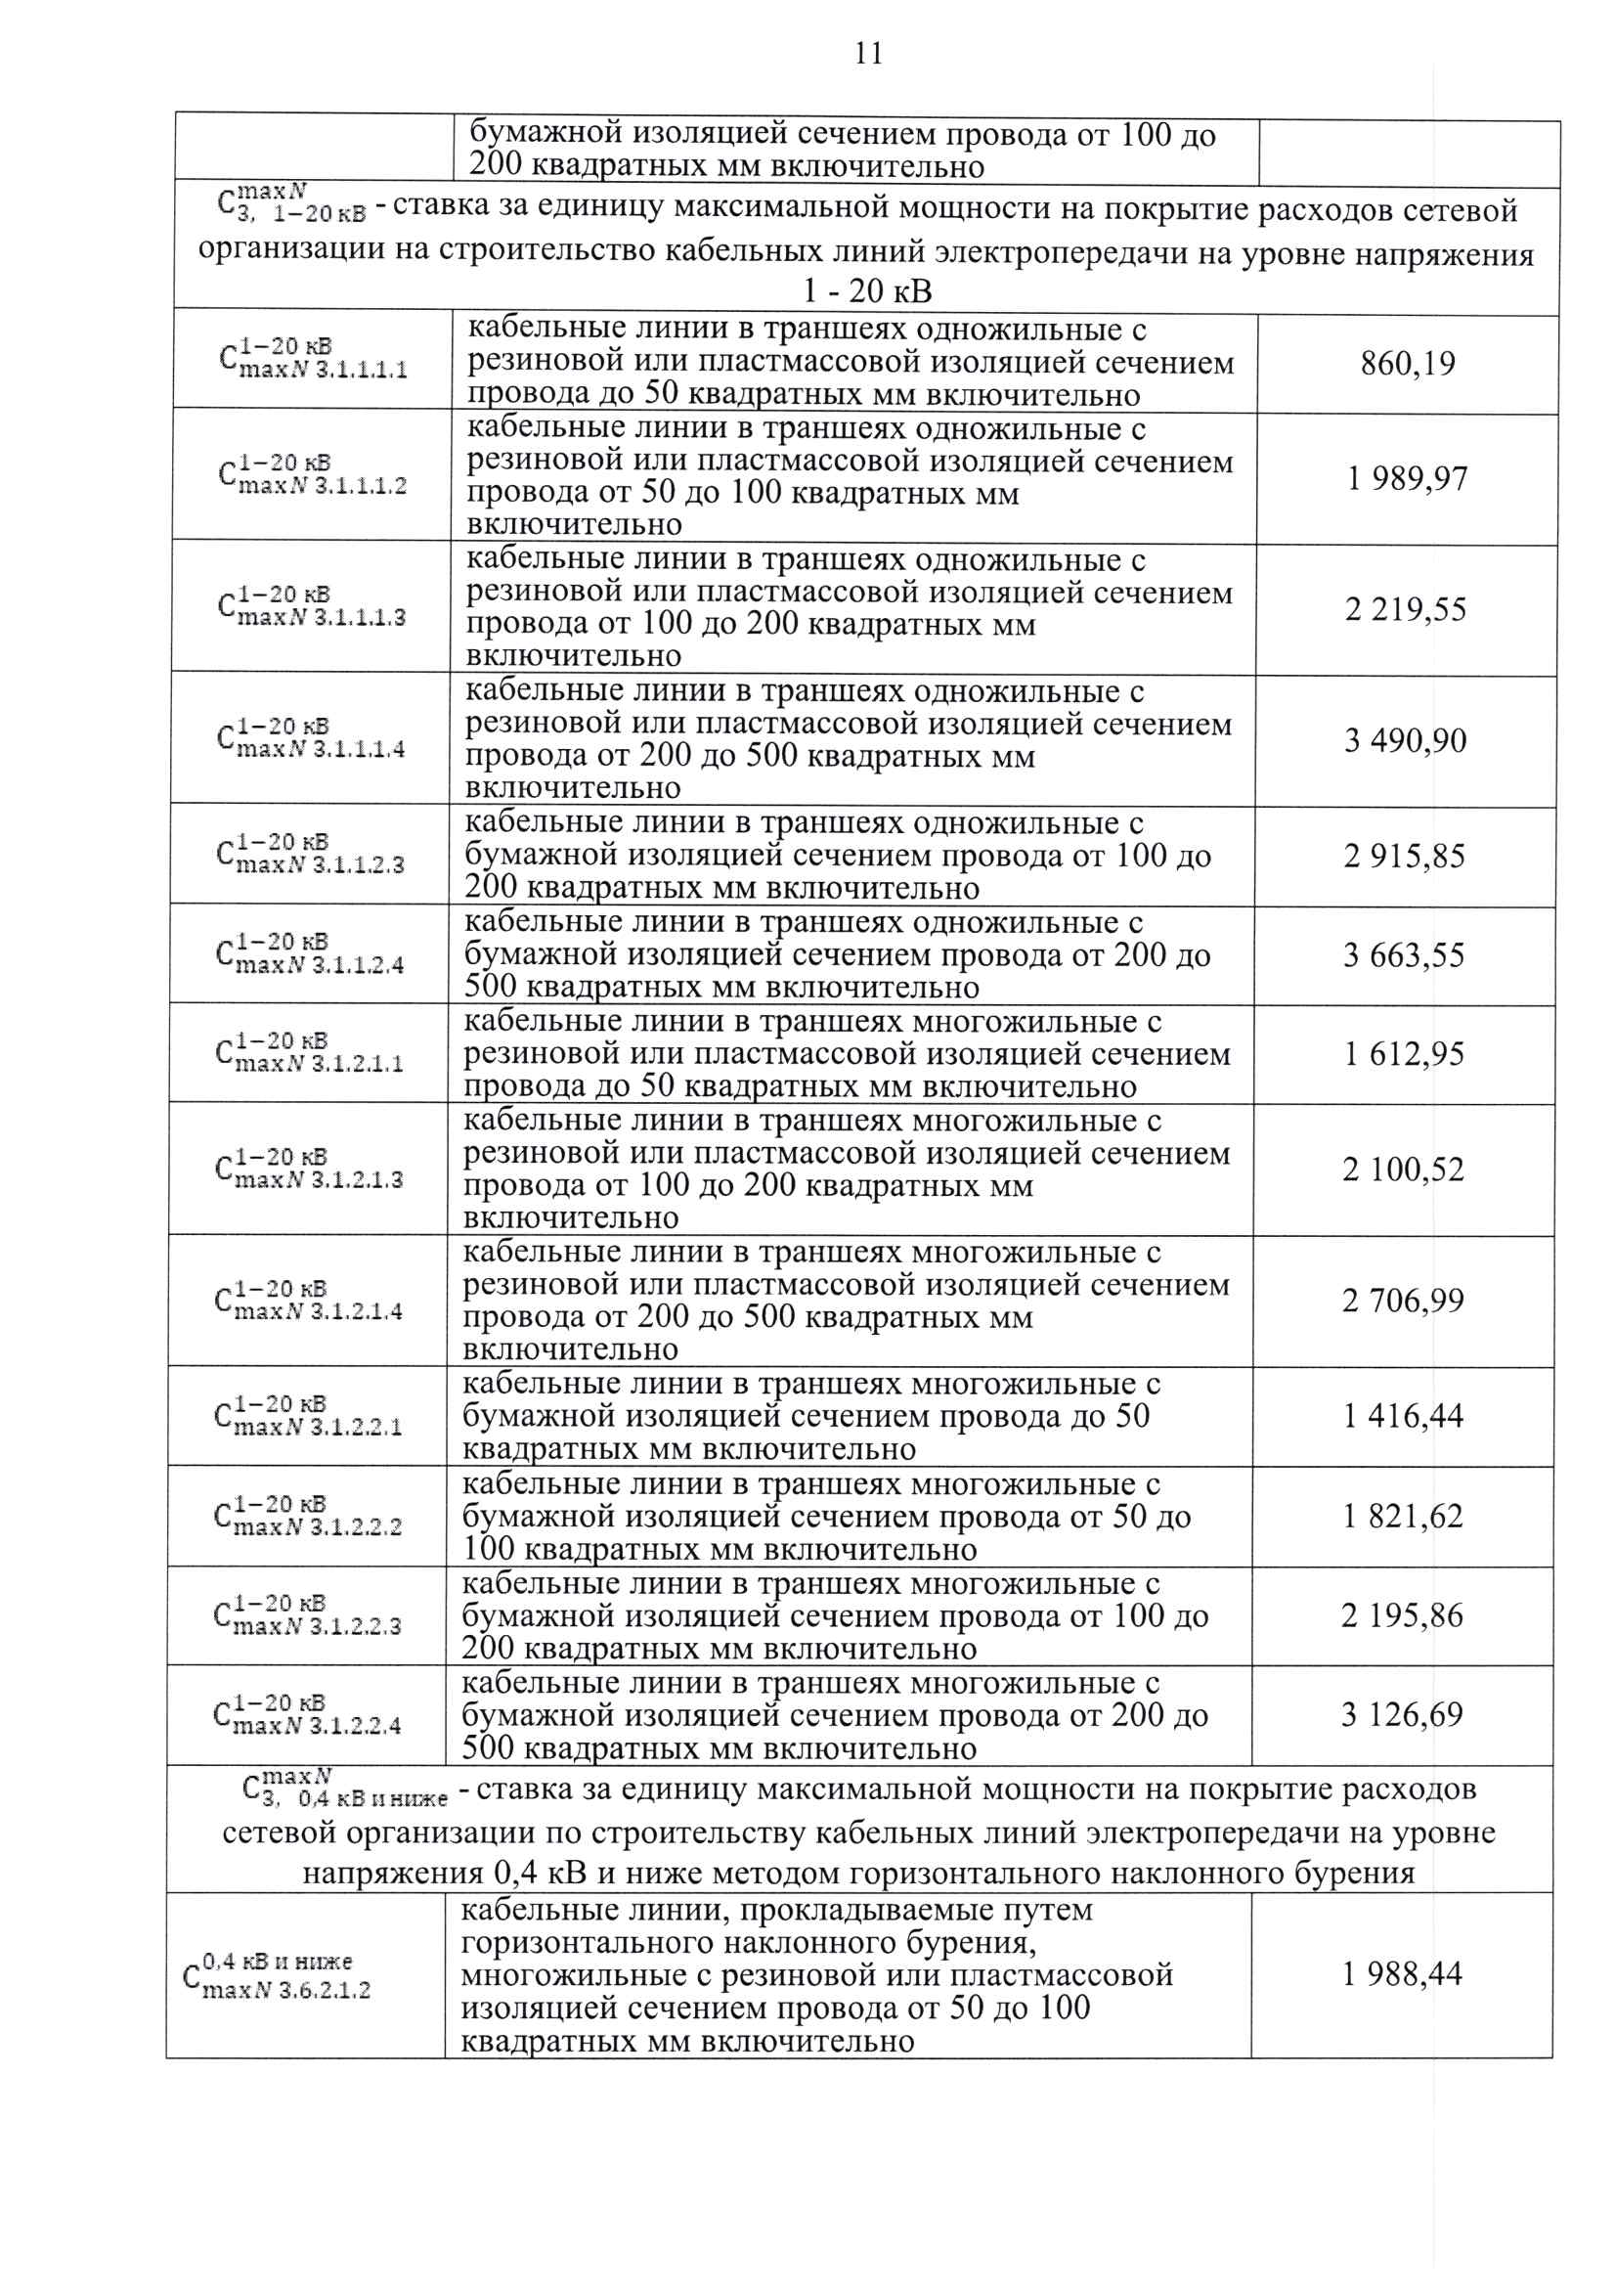 11
бумажной изоляцией сечением провода от 100 до
200 квадратных мм включительно
C^{maxN}_{3, 1–20 кВ} - ставка за единицу максимальной мощности на покрытие расходов сетевой
организации на строительство кабельных линий электропередачи на уровне напряжения
1 - 20 кВ
C^{1–20 кВ}_{maxN 3.1.1.1.1}
кабельные линии в траншеях одножильные с
резиновой или пластмассовой изоляцией сечением
провода до 50 квадратных мм включительно
860,19
C^{1–20 кВ}_{maxN 3.1.1.1.2}
кабельные линии в траншеях одножильные с
резиновой или пластмассовой изоляцией сечением
провода от 50 до 100 квадратных мм
включительно
1 989,97
C^{1–20 кВ}_{maxN 3.1.1.1.3}
кабельные линии в траншеях одножильные с
резиновой или пластмассовой изоляцией сечением
провода от 100 до 200 квадратных мм
включительно
2 219,55
C^{1–20 кВ}_{maxN 3.1.1.1.4}
кабельные линии в траншеях одножильные с
резиновой или пластмассовой изоляцией сечением
провода от 200 до 500 квадратных мм
включительно
3 490,90
C^{1–20 кВ}_{maxN 3.1.1.2.3}
кабельные линии в траншеях одножильные с
бумажной изоляцией сечением провода от 100 до
200 квадратных мм включительно
2 915,85
C^{1–20 кВ}_{maxN 3.1.1.2.4}
кабельные линии в траншеях одножильные с
бумажной изоляцией сечением провода от 200 до
500 квадратных мм включительно
3 663,55
C^{1–20 кВ}_{maxN 3.1.2.1.1}
кабельные линии в траншеях многожильные с
резиновой или пластмассовой изоляцией сечением
провода до 50 квадратных мм включительно
1 612,95
C^{1–20 кВ}_{maxN 3.1.2.1.3}
кабельные линии в траншеях многожильные с
резиновой или пластмассовой изоляцией сечением
провода от 100 до 200 квадратных мм
включительно
2 100,52
C^{1–20 кВ}_{maxN 3.1.2.1.4}
кабельные линии в траншеях многожильные с
резиновой или пластмассовой изоляцией сечением
провода от 200 до 500 квадратных мм
включительно
2 706,99
C^{1–20 кВ}_{maxN 3.1.2.2.1}
кабельные линии в траншеях многожильные с
бумажной изоляцией сечением провода до 50
квадратных мм включительно
1 416,44
C^{1–20 кВ}_{maxN 3.1.2.2.2}
кабельные линии в траншеях многожильные с
бумажной изоляцией сечением провода от 50 до
100 квадратных мм включительно
1 821,62
C^{1–20 кВ}_{maxN 3.1.2.2.3}
кабельные линии в траншеях многожильные с
бумажной изоляцией сечением провода от 100 до
200 квадратных мм включительно
2 195,86
C^{1–20 кВ}_{maxN 3.1.2.2.4}
кабельные линии в траншеях многожильные с
бумажной изоляцией сечением провода от 200 до
500 квадратных мм включительно
3 126,69
C^{maxN}_{3, 0,4 кВ и ниже} - ставка за единицу максимальной мощности на покрытие расходов
сетевой организации по строительству кабельных линий электропередачи на уровне
напряжения 0,4 кВ и ниже методом горизонтального наклонного бурения
C^{0,4 кВ и ниже}_{maxN 3.6.2.1.2}
кабельные линии, прокладываемые путем
горизонтального наклонного бурения,
многожильные с резиновой или пластмассовой
изоляцией сечением провода от 50 до 100
квадратных мм включительно
1 988,44